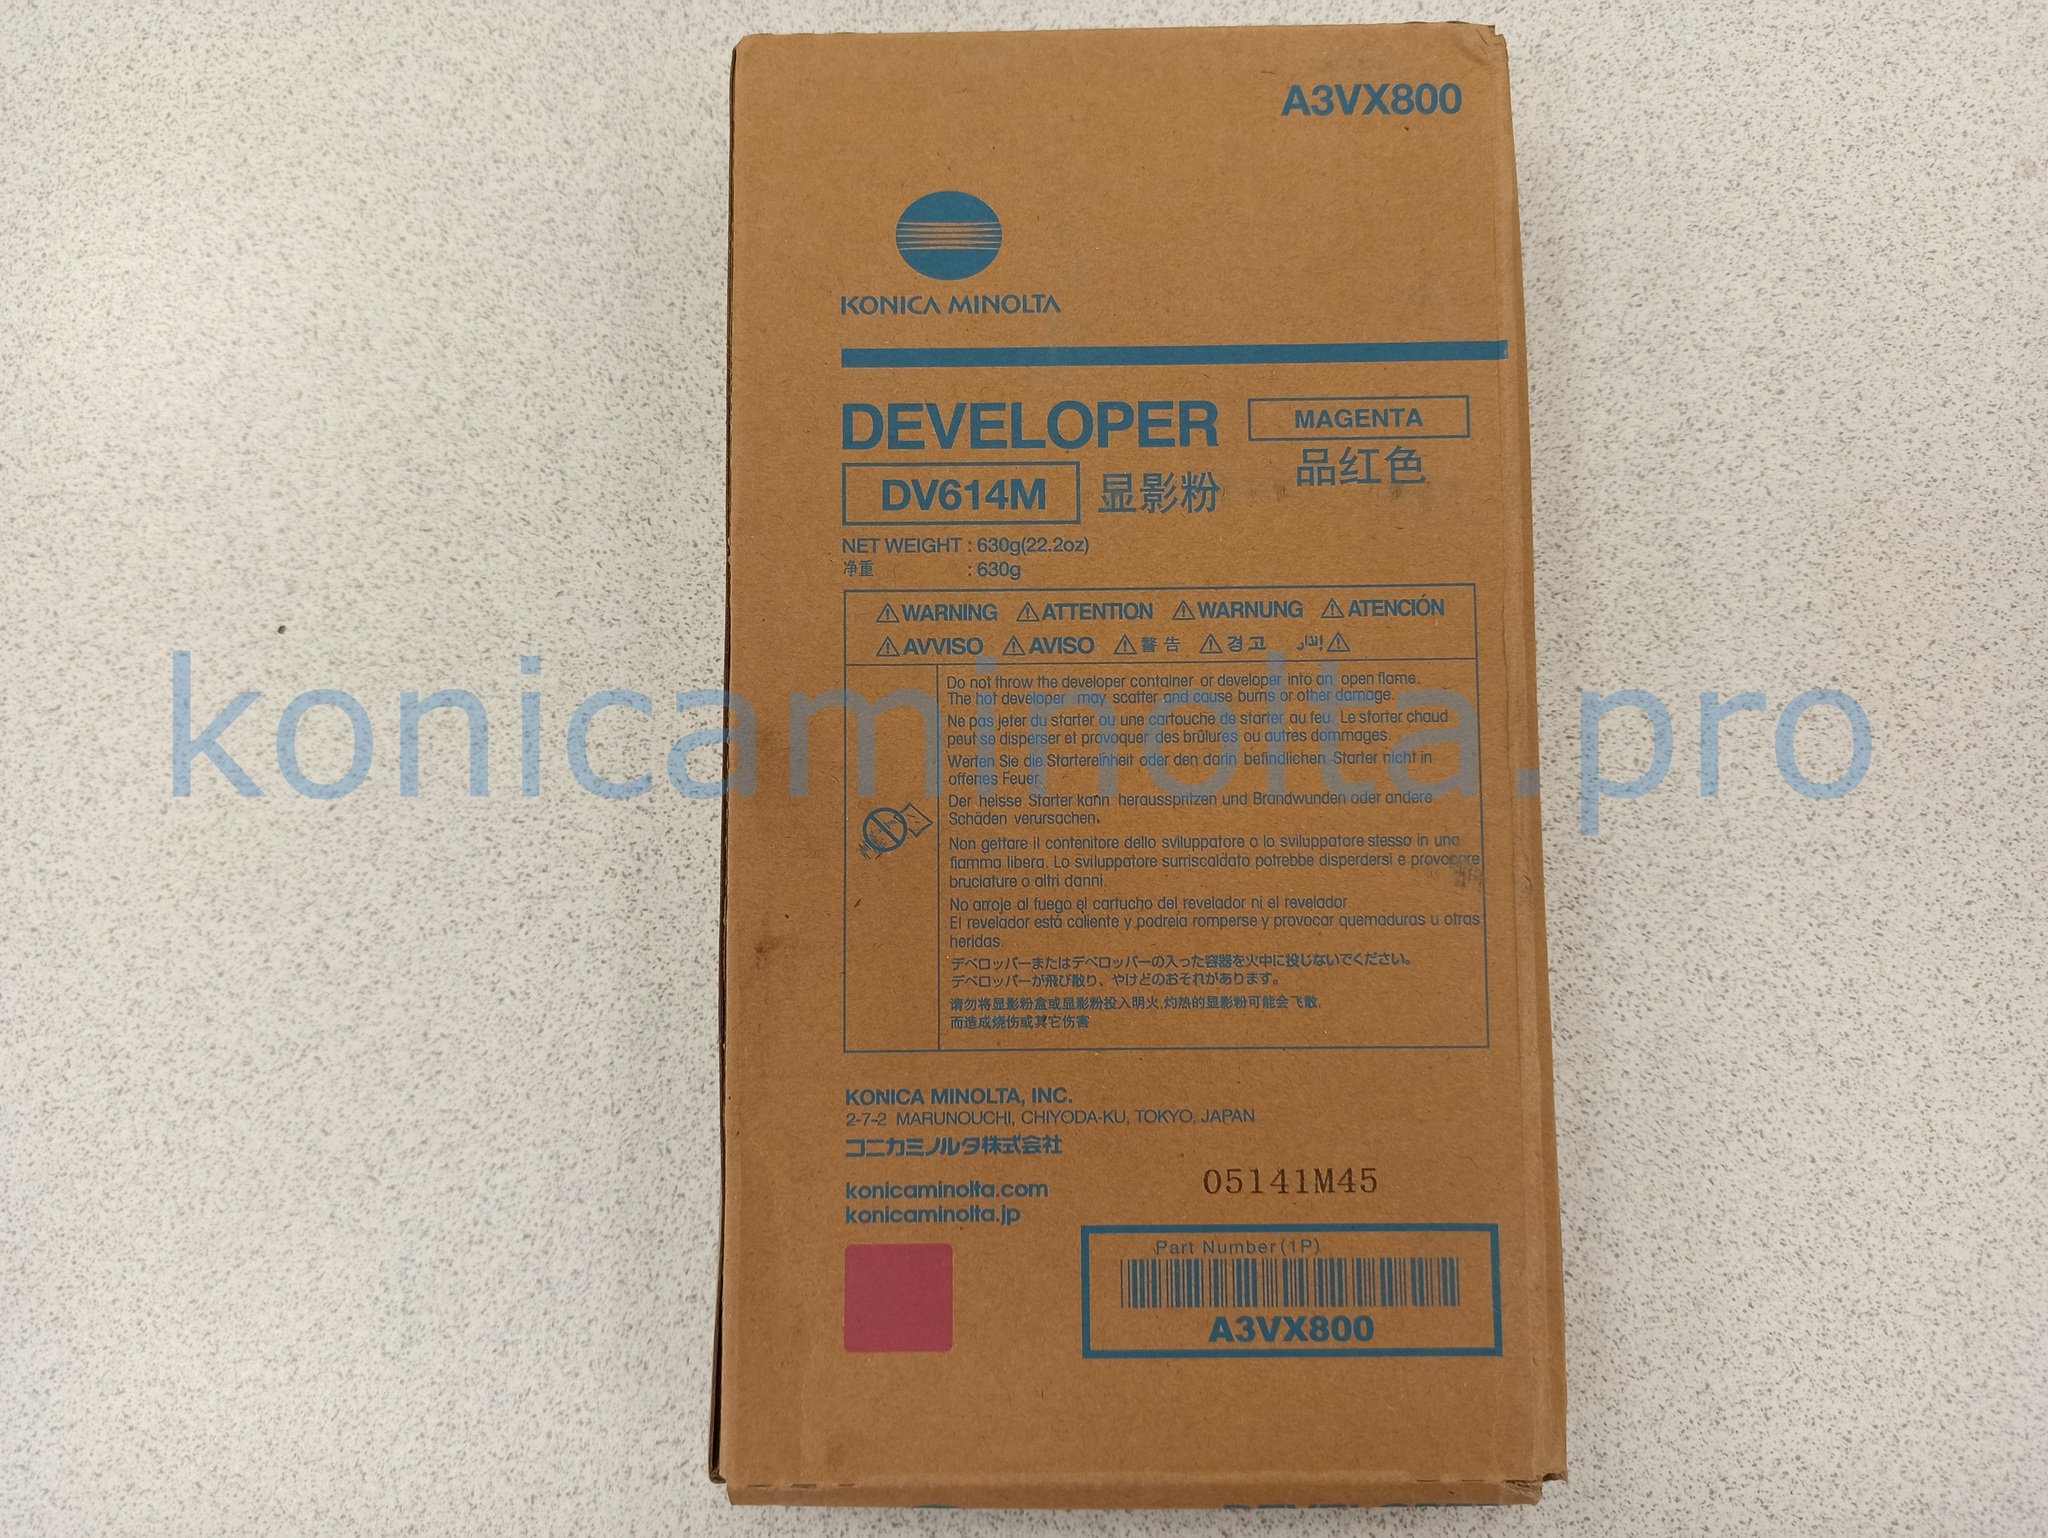 A3VX800
KONICA MINOLTA
DEVELOPER
MAGENTA
品红色
DV614M
显影粉
NET WEIGHT : 630g(22.2oz)
净重 : 630g
WARNING ATTENTION WARNUNG ATENCIÓN
AVVISO AVISO 警告 경고 إنذار
Do not throw the developer container or developer into an open flame.
The hot developer may scatter and cause burns or other damage.
Ne pas jeter du starter ou une cartouche de starter au feu. Le storter chaud
peut se disperser et provoquer des brûlures ou autres dommages.
Werfen Sie die Startereinheit oder den darin befindlichen Starter nicht in
offenes Feuer.
Der heisse Starter kann herausspritzen und Brandwunden oder andere
Schäden verursachen.
Non gettare il contenitore dello sviluppatore o lo sviluppatore stesso in una
fiamma libera. Lo sviluppatore surriscaldato potrebbe disperdersi e provocare
bruciature o altri danni.
No arroje al fuego el cartucho del revelador ni el revelador.
El revelador está caliente y podreía romperse y provocar quemaduras u otras
heridas.
デベロッパーまたはデベロッパーの入った容器を火中に投じないでください。
デベロッパーが飛び散り、やけどのおそれがあります。
请勿将显影粉盒或显影粉投入明火,灼热的显影粉可能会飞散,
而造成烧伤或其它伤害
konicaminolta.pro
KONICA MINOLTA, INC.
2-7-2 MARUNOUCHI, CHIYODA-KU, TOKYO, JAPAN
コニカミノルタ株式会社
05141M45
konicaminolta.com
konicaminolta.jp
Part Number(1P)
A3VX800